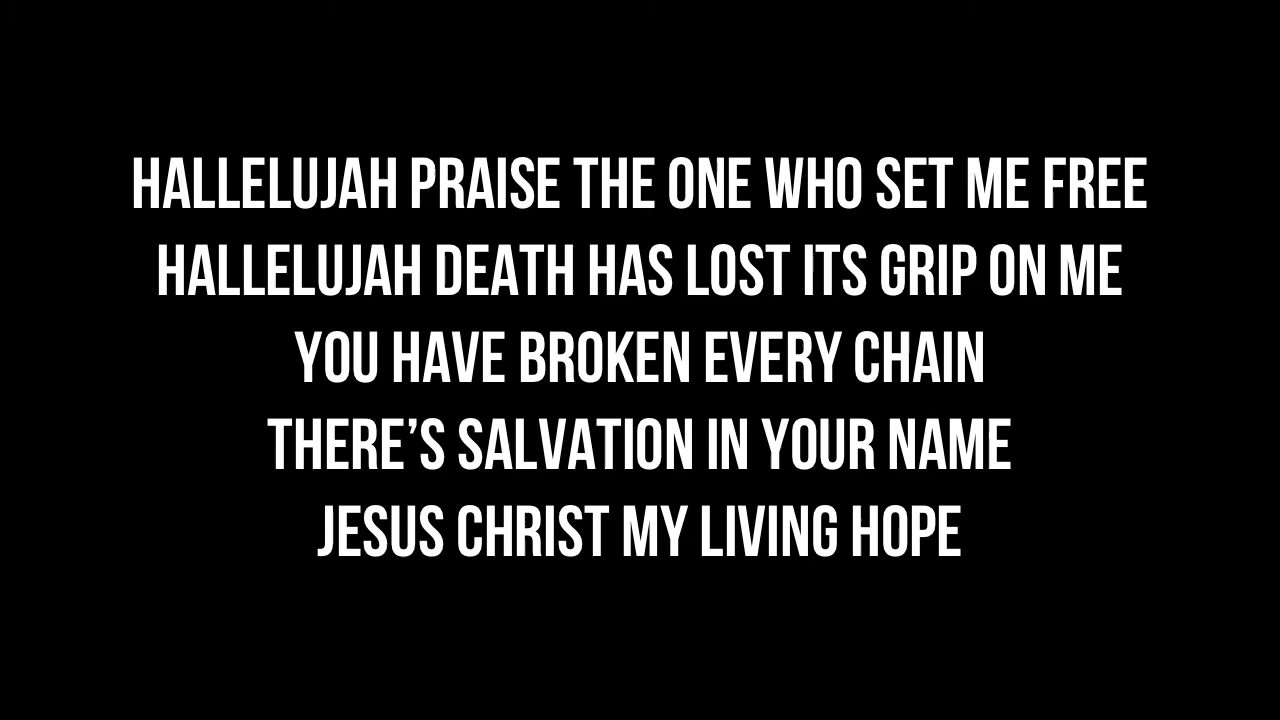 HALLELUJAH PRAISE THE ONE WHO SET ME FREE
HALLELUJAH DEATH HAS LOST ITS GRIP ON ME
YOU HAVE BROKEN EVERY CHAIN
THERE’S SALVATION IN YOUR NAME
JESUS CHRIST MY LIVING HOPE